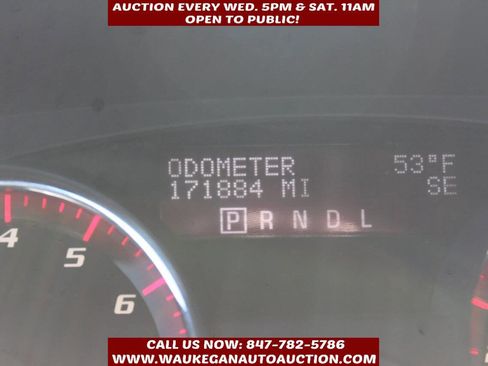 AUCTION EVERY WED. 5PM & SAT. 11AM
OPEN TO PUBLIC!
ODOMETER 53°F
171884 MI SE
P R N D L
4 5 6
CALL US NOW: 847-782-5786
WWW.WAUKEGANAUTOAUCTION.COM